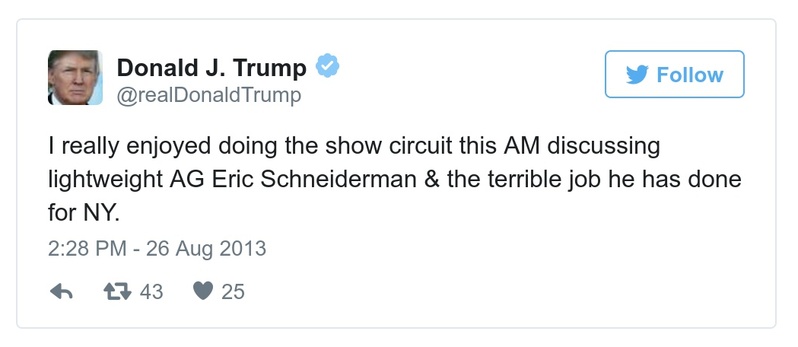 Donald J. Trump
@realDonaldTrump
Follow
I really enjoyed doing the show circuit this AM discussing
lightweight AG Eric Schneiderman & the terrible job he has done
for NY.
2:28 PM - 26 Aug 2013
43 25